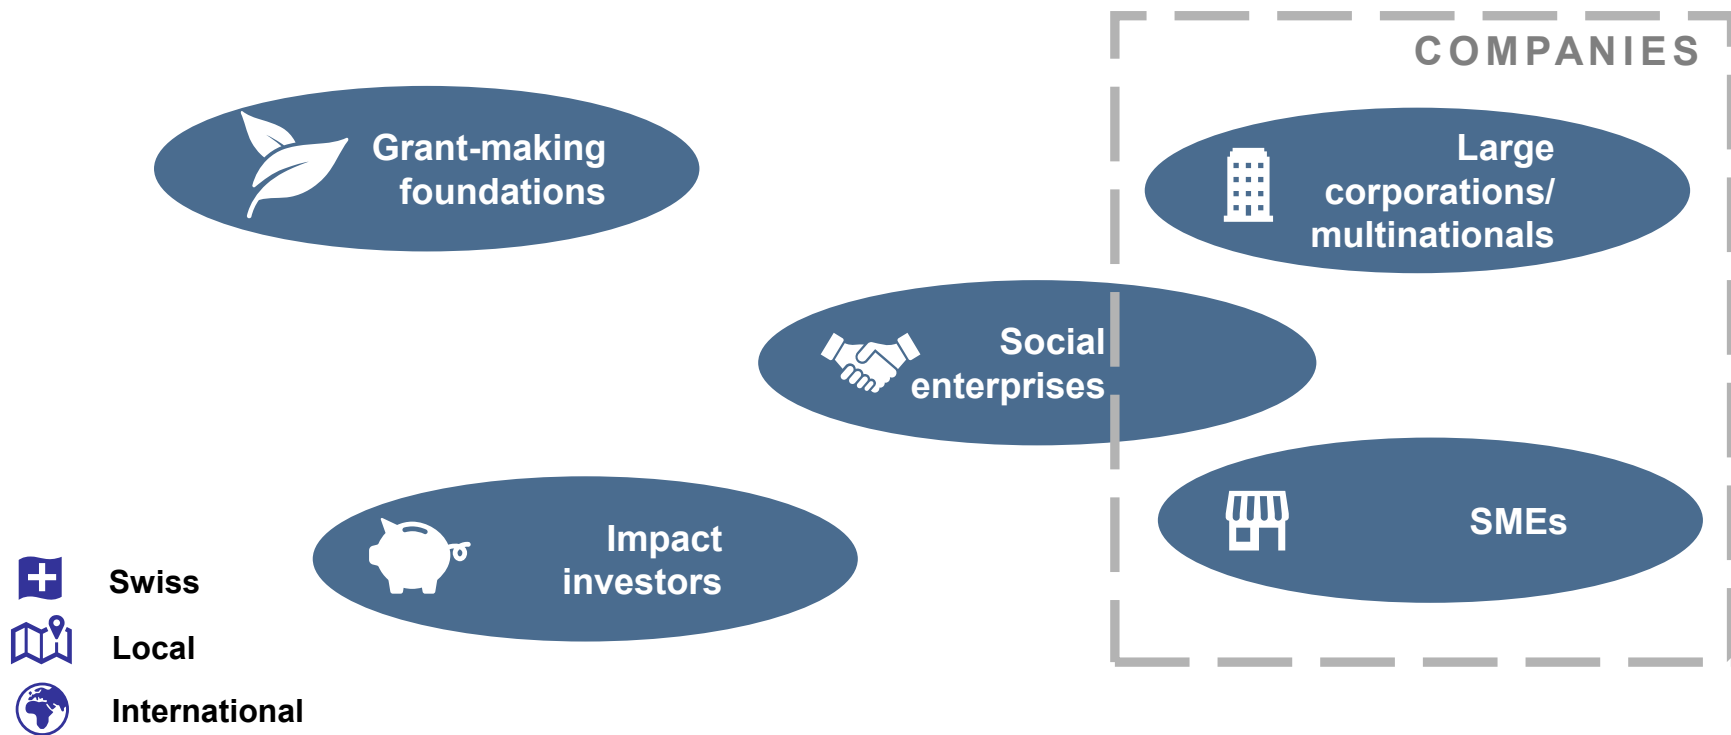 COMPANIES
Grant-making
foundations
Large
corporations/
multinationals
Social
enterprises
Impact
investors
SMEs
Swiss
Local
International